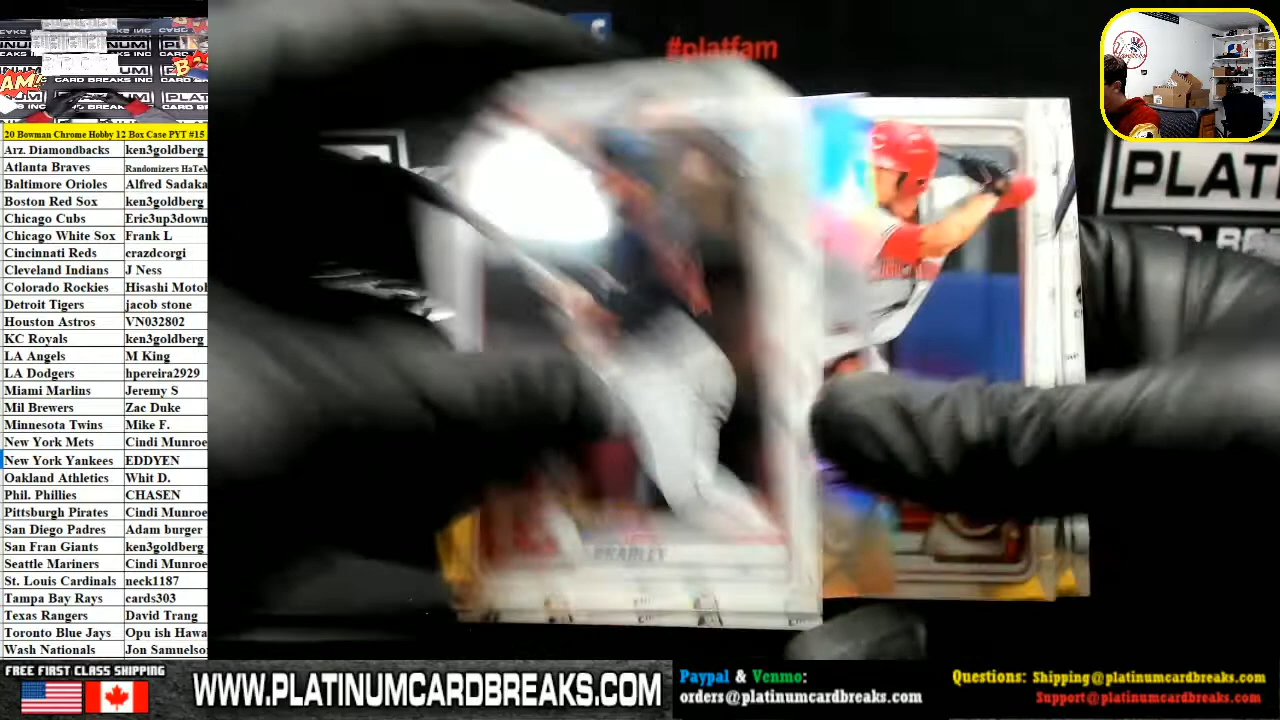 #platfam
20 Bowman Chrome Hobby 12 Box Case PYT #15
Arz. Diamondbacks ken3goldberg
Atlanta Braves Randomizers HaTeM
Baltimore Orioles Alfred Sadaka
Boston Red Sox ken3goldberg
Chicago Cubs Eric3up3down
Chicago White Sox Frank L
Cincinnati Reds crazdcorgi
Cleveland Indians J Ness
Colorado Rockies Hisashi Motoh
Detroit Tigers jacob stone
Houston Astros VN032802
KC Royals ken3goldberg
LA Angels M King
LA Dodgers hpereira2929
Miami Marlins Jeremy S
Mil Brewers Zac Duke
Minnesota Twins Mike F.
New York Mets Cindi Munroe
New York Yankees EDDYEN
Oakland Athletics Whit D.
Phil. Phillies CHASEN
Pittsburgh Pirates Cindi Munroe
San Diego Padres Adam burger
San Fran Giants ken3goldberg
Seattle Mariners Cindi Munroe
St. Louis Cardinals neck1187
Tampa Bay Rays cards303
Texas Rangers David Trang
Toronto Blue Jays Opu ish Hawa
Wash Nationals Jon Samuelso
PLATI
BRADLEY
FREE FIRST CLASS SHIPPING
WWW.PLATINUMCARDBREAKS.COM
Paypal & Venmo:
orders@platinumcardbreaks.com
Questions: Shipping@platinumcardbreaks.com
Support@platinumcardbreaks.com